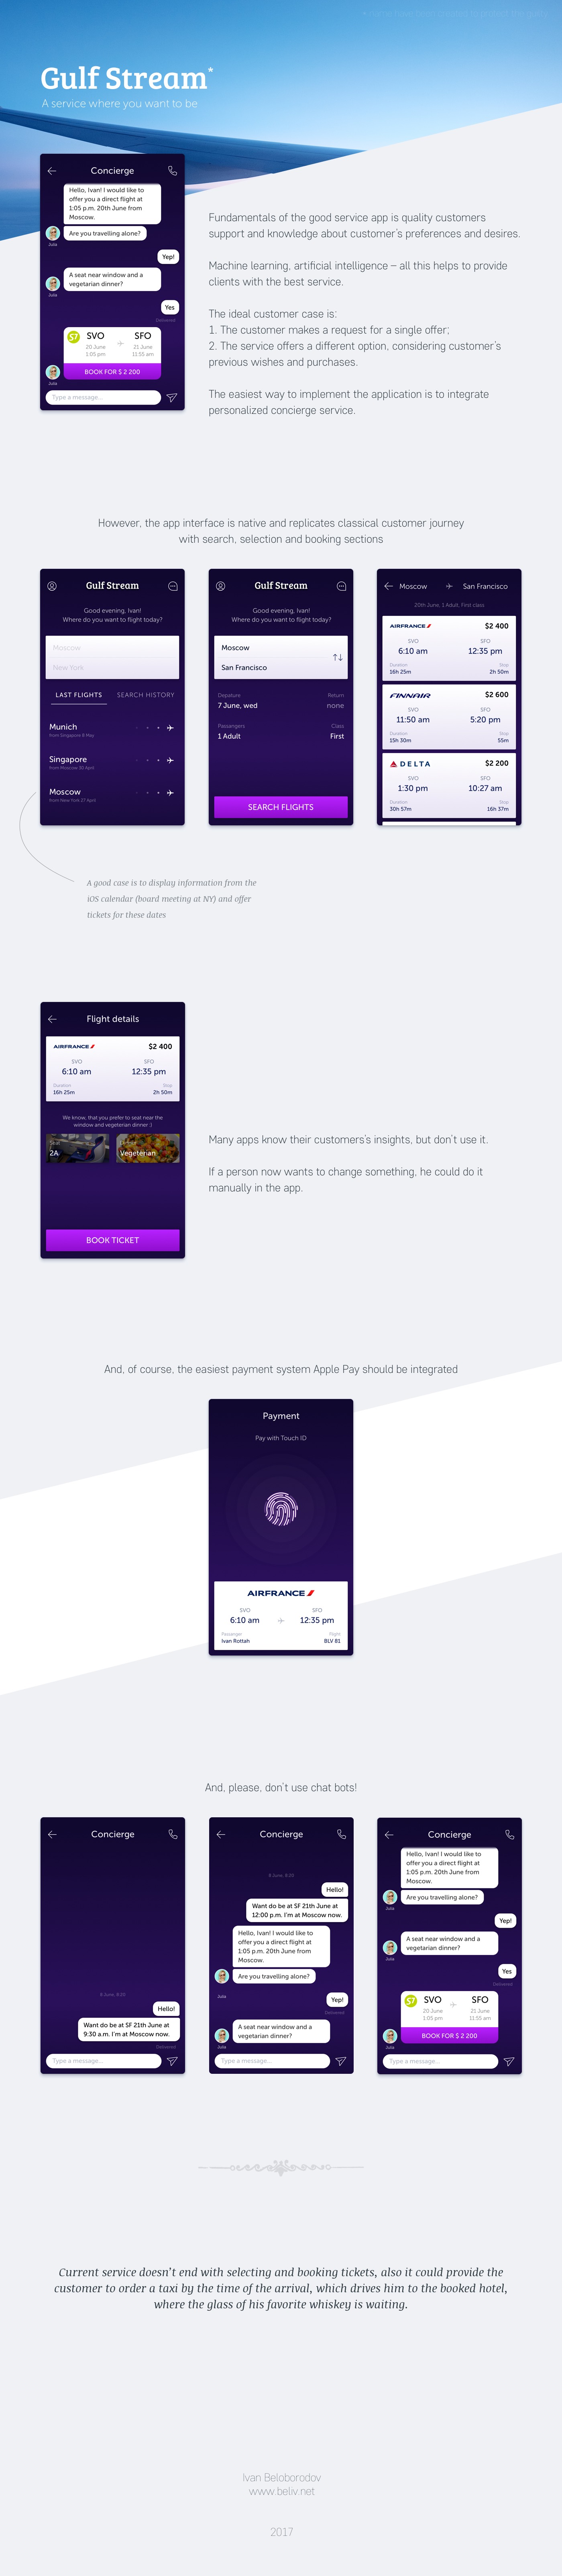 Gulf Stream*
A service where you want to be
Concierge
Hello, Ivan! I would like to
offer you a direct flight at
1:05 p.m. 20th June from
Moscow.
Are you travelling alone?
Julia
Yep!
A seat near window and a
vegetarian dinner?
Julia
Yes
Delivered
S7
SVO
SFO
20 June
21 June
1:05 pm
11:55 am
BOOK FOR $ 2 200
Julia
Type a message...
Fundamentals of the good service app is quality customers
support and knowledge about customer's preferences and desires.
Machine learning, artificial intelligence – all this helps to provide
clients with the best service.
The ideal customer case is:
1. The customer makes a request for a single offer;
2. The service offers a different option, considering customer's
previous wishes and purchases.
The easiest way to implement the application is to integrate
personalized concierge service.
However, the app interface is native and replicates classical customer journey
with search, selection and booking sections
Gulf Stream
Good evening, Ivan!
Where do you want to flight today?
Moscow
New York
LAST FLIGHTS
SEARCH HISTORY
Munich
from Singapore 8 May
Singapore
from Moscow 30 April
Moscow
from New York 27 April
Gulf Stream
Good evening, Ivan!
Where do you want to flight today?
Moscow
San Francisco
Depature
Return
7 June, wed
none
Passengers
Class
1 Adult
First
SEARCH FLIGHTS
Moscow
San Francisco
20th June, 1 Adult, First class
AIRFRANCE
$2 400
SVO
SFO
6:10 am
12:35 pm
Duration
Stop
16h 25m
2h 50m
FINNAIR
$2 600
SVO
SFO
11:50 am
5:20 pm
Duration
Stop
15h 30m
55m
DELTA
$2 200
SVO
SFO
1:30 pm
10:27 am
Duration
Stop
30h 57m
16h 37m
A good case is to display information from the
iOS calendar (board meeting at NY) and offer
tickets for these dates
Flight details
AIRFRANCE
$2 400
SVO
SFO
6:10 am
12:35 pm
Duration
Stop
16h 25m
2h 50m
We know, that you prefer to seat near the
window and vegeterian dinner :)
2A
Vegeterian
BOOK TICKET
Many apps know their customers's insights, but don't use it.
If a person now wants to change something, he could do it
manually in the app.
And, of course, the easiest payment system Apple Pay should be integrated
Payment
Pay with Touch ID
AIRFRANCE
SVO
SFO
6:10 am
12:35 pm
Passenger
Flight
Ivan Rottah
BLV 81
And, please, don't use chat bots!
Concierge
8 June, 9:20
Hello!
Want do be at SF 21th June at
9:30 a.m. I'm at Moscow now.
Delivered
Type a message...
Concierge
8 June, 9:20
Hello!
Want do be at SF 21th June at
12:00 p.m. I'm at Moscow now.
Hello, Ivan! I would like to
offer you a direct flight at
1:05 p.m. 20th June from
Moscow.
Are you travelling alone?
Julia
Yep!
Delivered
A seat near window and a
vegetarian dinner?
Julia
Type a message...
Concierge
Hello, Ivan! I would like to
offer you a direct flight at
1:05 p.m. 20th June from
Moscow.
Are you travelling alone?
Julia
Yep!
A seat near window and a
vegetarian dinner?
Julia
Yes
Delivered
S7
SVO
SFO
20 June
21 June
1:05 pm
11:55 am
BOOK FOR $ 2 200
Julia
Type a message...
Current service doesn't end with selecting and booking tickets, also it could provide the
customer to order a taxi by the time of the arrival, which drives him to the booked hotel,
where the glass of his favorite whiskey is waiting.
Ivan Beloborodov
www.beliv.net
2017